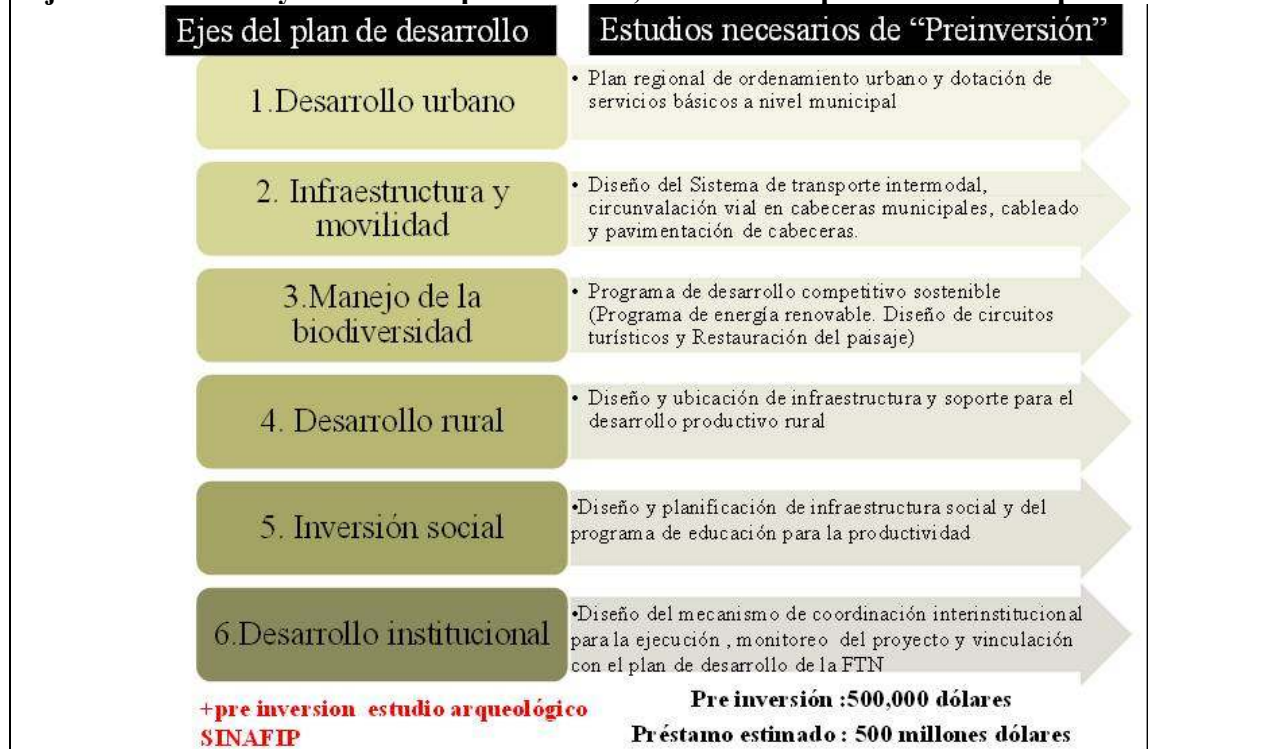 Ejes del plan de desarrollo
Estudios necesarios de “Preinversión”
1.Desarrollo urbano
• Plan regional de ordenamiento urbano y dotación de
servicios básicos a nivel municipal
2. Infraestructura y
movilidad
• Diseño del Sistema de transporte intermodal,
circunvalación vial en cabeceras municipales, cableado
y pavimentación de cabeceras.
3.Manejo de la
biodiversidad
• Programa de desarrollo competitivo sostenible
(Programa de energía renovable. Diseño de circuitos
turísticos y Restauración del paisaje)
4. Desarrollo rural
• Diseño y ubicación de infraestructura y soporte para el
desarrollo productivo rural
5. Inversión social
•Diseño y planificación de infraestructura social y del
programa de educación para la productividad
6.Desarrollo institucional
•Diseño del mecanismo de coordinación interinstitucional
para la ejecución , monitoreo del proyecto y vinculación
con el plan de desarrollo de la FTN
+pre inversion estudio arqueológico
SINAFIP
Pre inversión :500,000 dólares
Préstamo estimado : 500 millones dólares